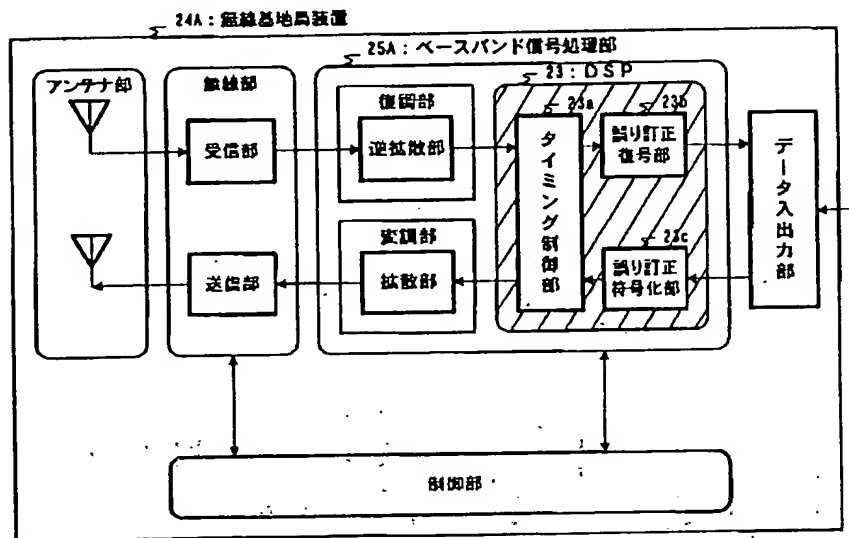 24A:無線基地局装置
25A:ベースバンド信号処理部
アンテナ部
無線部
受信部
送信部
復調部
逆拡散部
変調部
拡散部
23:DSP
23a
タイミング制御部
23b
誤り訂正
復号部
23c
誤り訂正
符号化部
データ入出力部
制御部